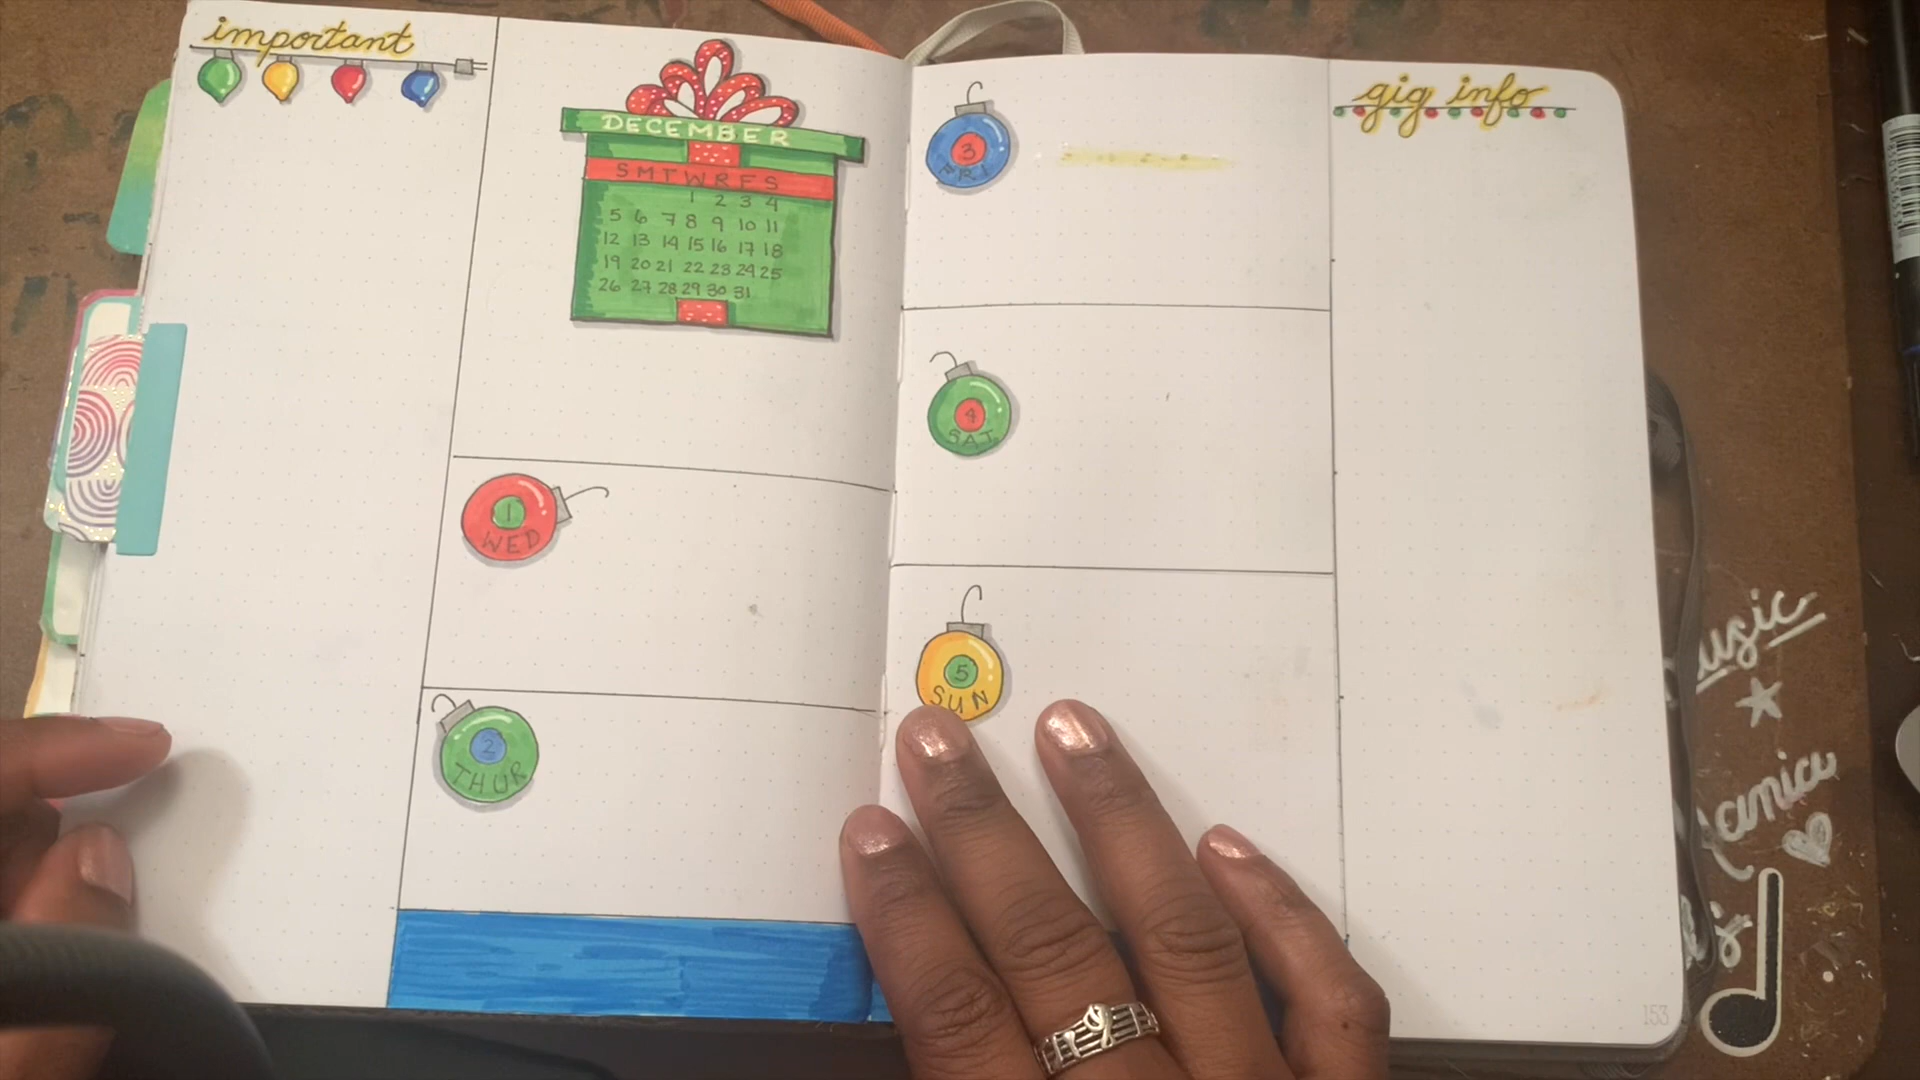 important
DECEMBER
S M T W R F S
1 2 3 4
5 6 7 8 9 10 11
12 13 14 15 16 17 18
19 20 21 22 23 24 25
26 27 28 29 30 31
1
WED
2
THUR
3
FRI
4
SAT
5
SUN
gig info
153